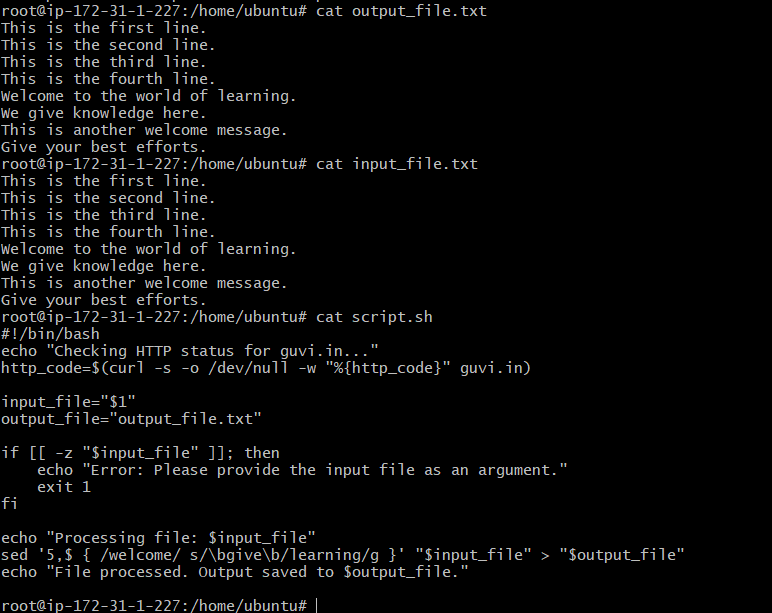 root@ip-172-31-1-227:/home/ubuntu# cat output_file.txt
This is the first line.
This is the second line.
This is the third line.
This is the fourth line.
Welcome to the world of learning.
We give knowledge here.
This is another welcome message.
Give your best efforts.
root@ip-172-31-1-227:/home/ubuntu# cat input_file.txt
This is the first line.
This is the second line.
This is the third line.
This is the fourth line.
Welcome to the world of learning.
We give knowledge here.
This is another welcome message.
Give your best efforts.
root@ip-172-31-1-227:/home/ubuntu# cat script.sh
#!/bin/bash
echo "Checking HTTP status for guvi.in..."
http_code=$(curl -s -o /dev/null -w "%{http_code}" guvi.in)

input_file="$1"
output_file="output_file.txt"

if [[ -z "$input_file" ]]; then
    echo "Error: Please provide the input file as an argument."
    exit 1
fi

echo "Processing file: $input_file"
sed '5,$ { /welcome/ s/\bgive\b/learning/g }' "$input_file" > "$output_file"
echo "File processed. Output saved to $output_file."

root@ip-172-31-1-227:/home/ubuntu#